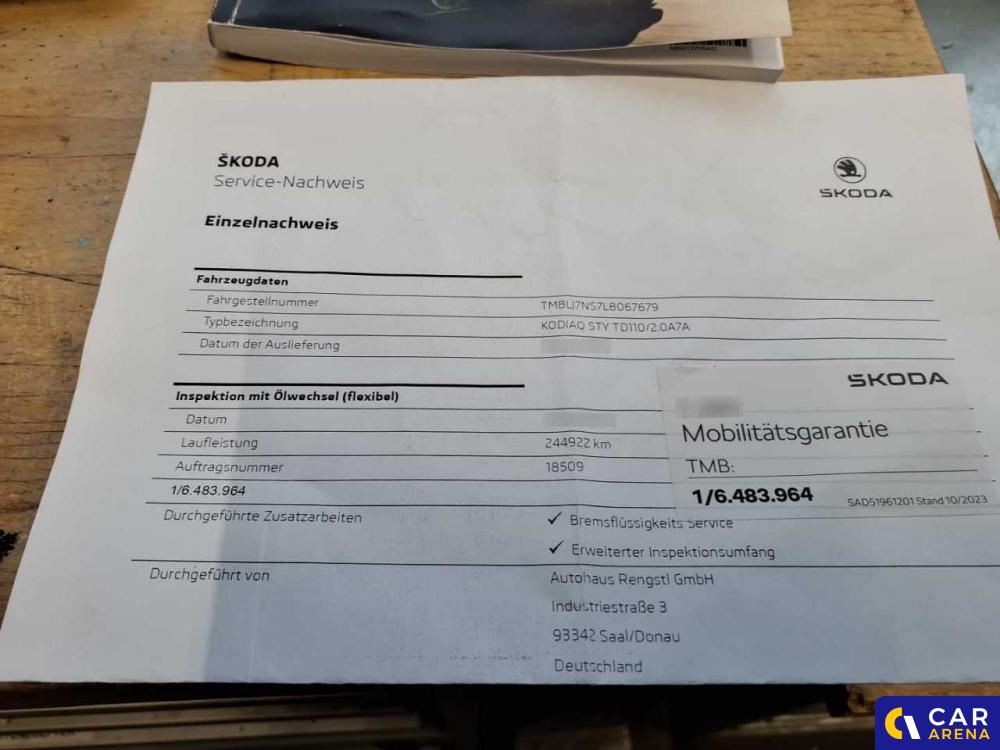 ŠKODA
Service-Nachweis
ŠKODA
Einzelnachweis
Fahrzeugdaten
Fahrgestellnummer TMBLJ7NS7L8067679
Typbezeichnung KODIAQ STY TD110/2.0A7A
Datum der Auslieferung
Inspektion mit Ölwechsel (flexibel)
Datum
Laufleistung 244922 km
Auftragsnummer 18509
1/6.483.964
Durchgeführte Zusatzarbeiten ✓ Bremsflüssigkeits Service
✓ Erweiterter Inspektionsumfang
Durchgeführt von Autohaus Rengstl GmbH
Industriestraße 3
93342 Saal/Donau
Deutschland
ŠKODA
Mobilitätsgarantie
TMB:
1/6.483.964 SAD51961201 Stand 10/2023
CAR
ARENA